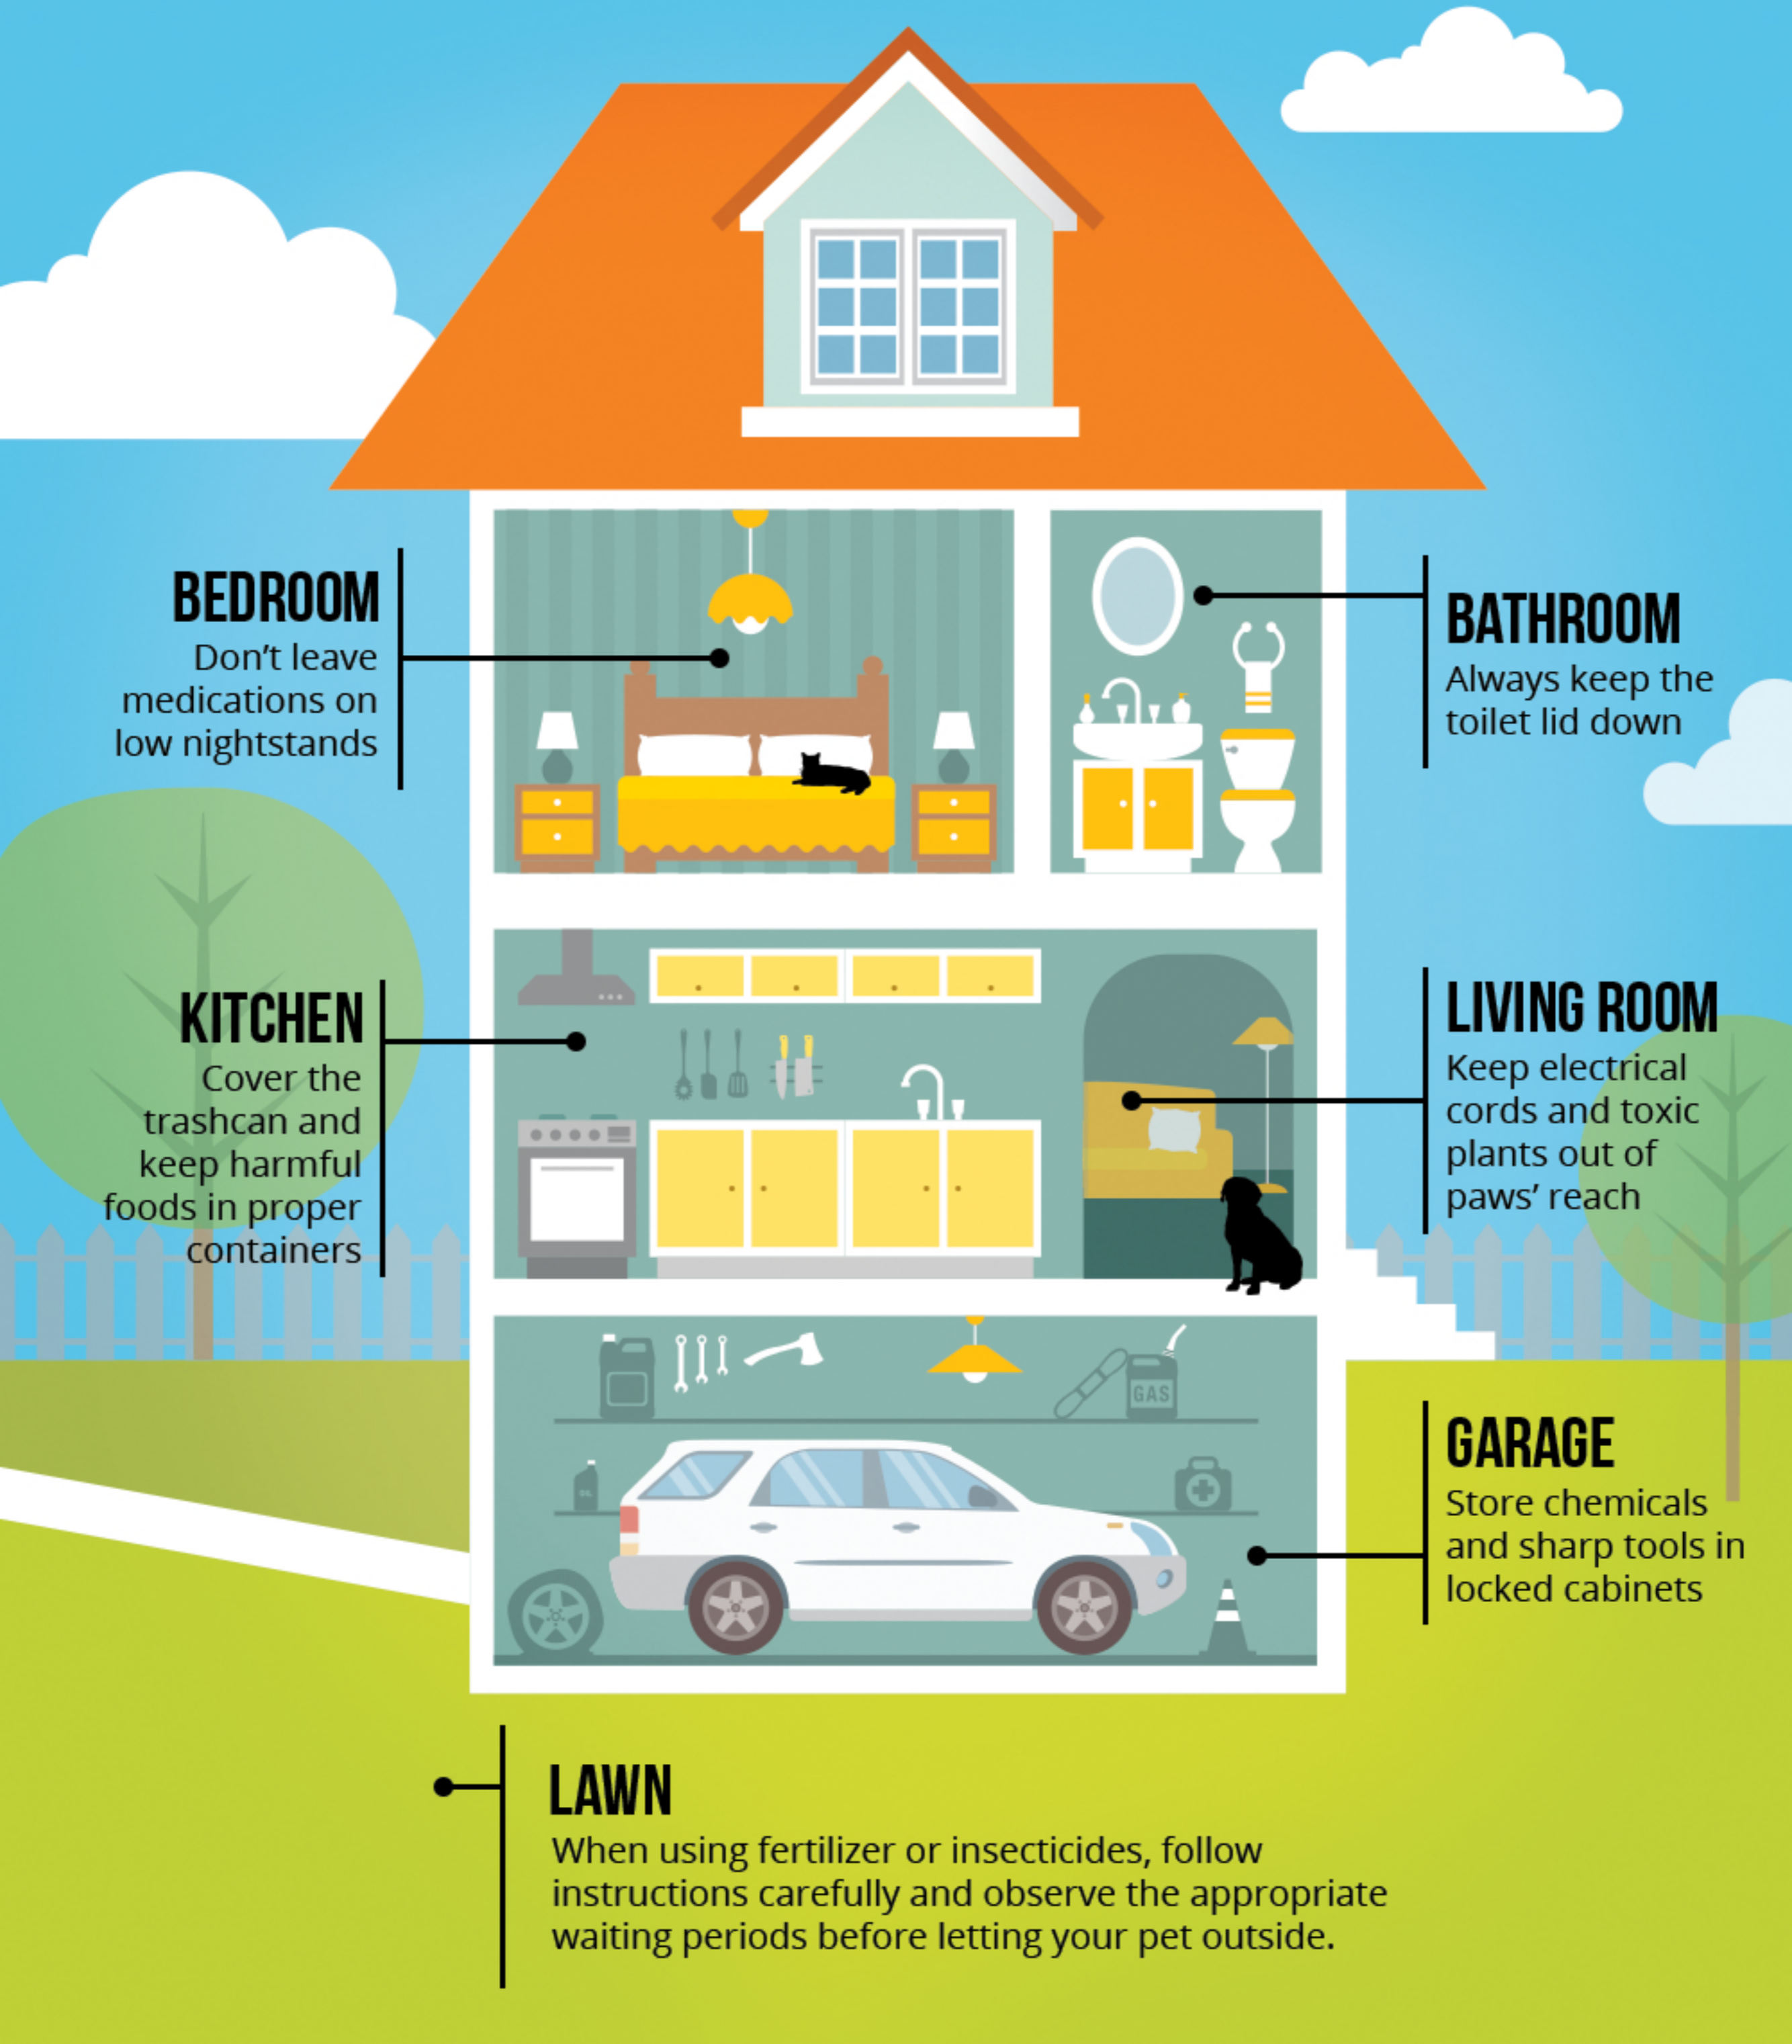 BEDROOM
Don’t leave
medications on
low nightstands
BATHROOM
Always keep the
toilet lid down
KITCHEN
Cover the
trashcan and
keep harmful
foods in proper
containers
LIVING ROOM
Keep electrical
cords and toxic
plants out of
paws’ reach
GAS
OIL
GARAGE
Store chemicals
and sharp tools in
locked cabinets
LAWN
When using fertilizer or insecticides, follow
instructions carefully and observe the appropriate
waiting periods before letting your pet outside.